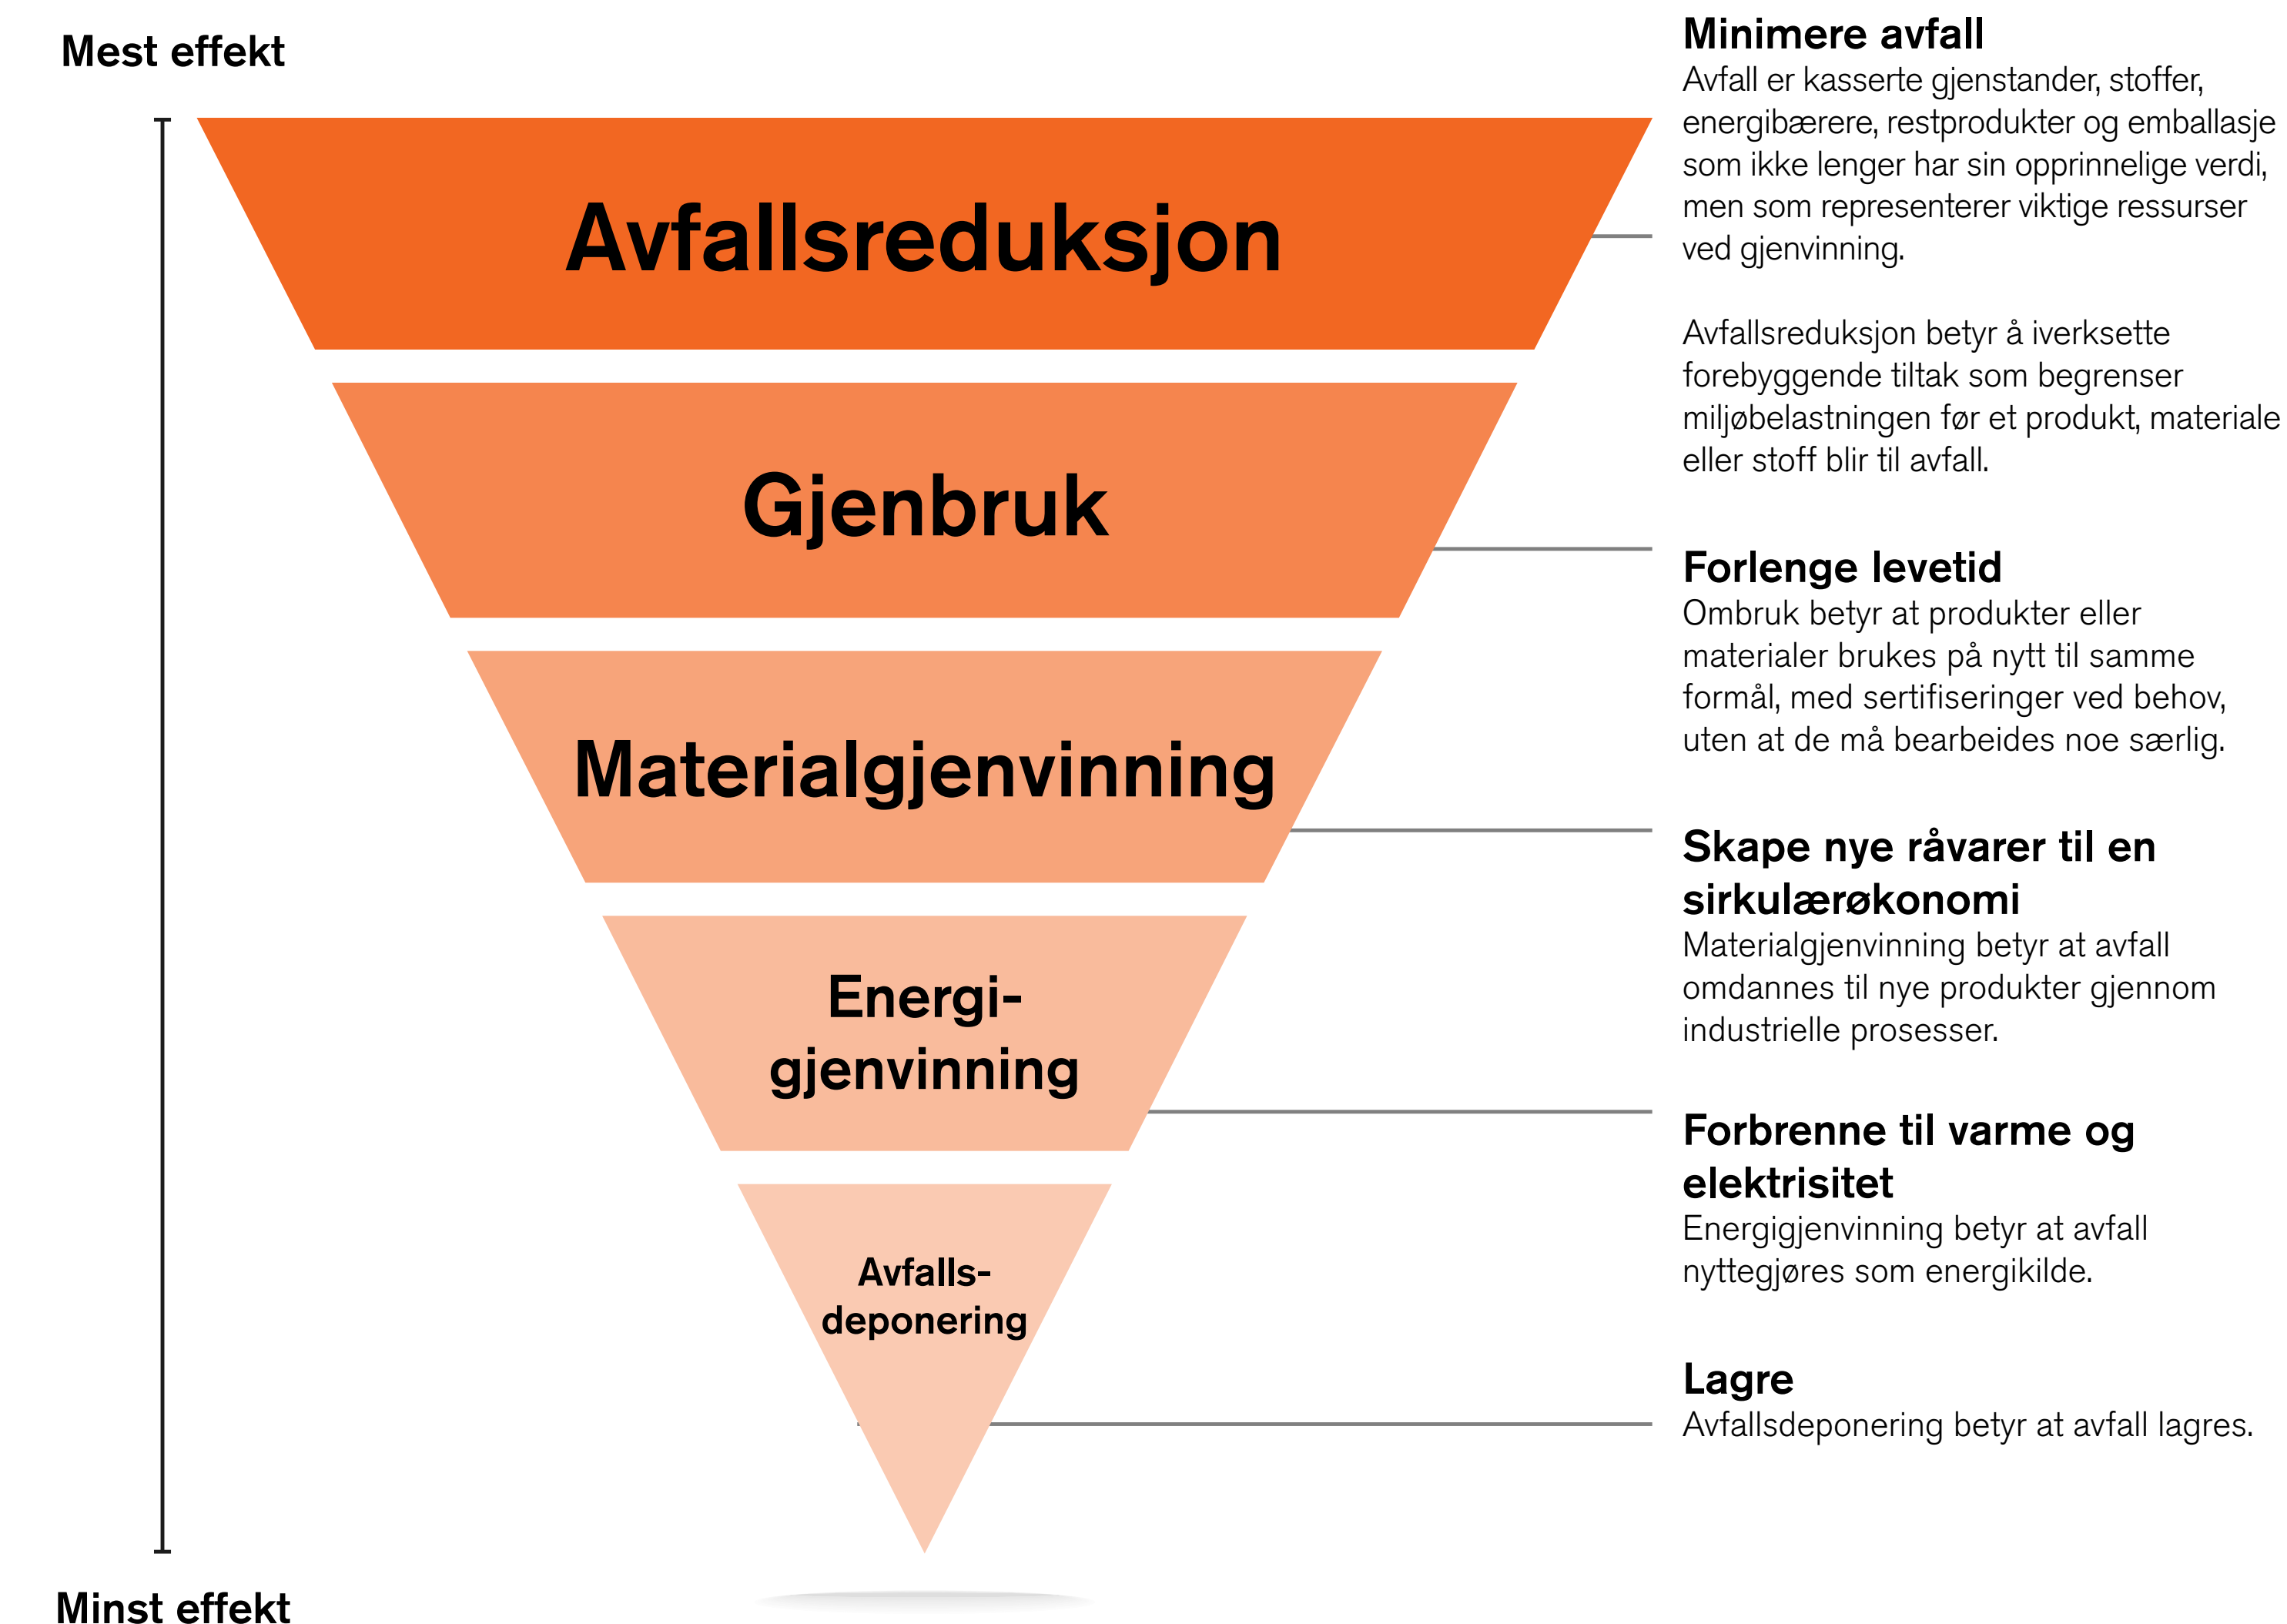 Mest effekt
Avfallsreduksjon
Gjenbruk
Materialgjenvinning
Energi-
gjenvinning
Avfalls-
deponering
Minst effekt
Minimere avfall
Avfall er kasserte gjenstander, stoffer,
energibærere, restprodukter og emballasje
som ikke lenger har sin opprinnelige verdi,
men som representerer viktige ressurser
ved gjenvinning.
Avfallsreduksjon betyr å iverksette
forebyggende tiltak som begrenser
miljøbelastningen før et produkt, materiale
eller stoff blir til avfall.
Forlenge levetid
Ombruk betyr at produkter eller
materialer brukes på nytt til samme
formål, med sertifiseringer ved behov,
uten at de må bearbeides noe særlig.
Skape nye råvarer til en
sirkulærøkonomi
Materialgjenvinning betyr at avfall
omdannes til nye produkter gjennom
industrielle prosesser.
Forbrenne til varme og
elektrisitet
Energigjenvinning betyr at avfall
nyttegjøres som energikilde.
Lagre
Avfallsdeponering betyr at avfall lagres.